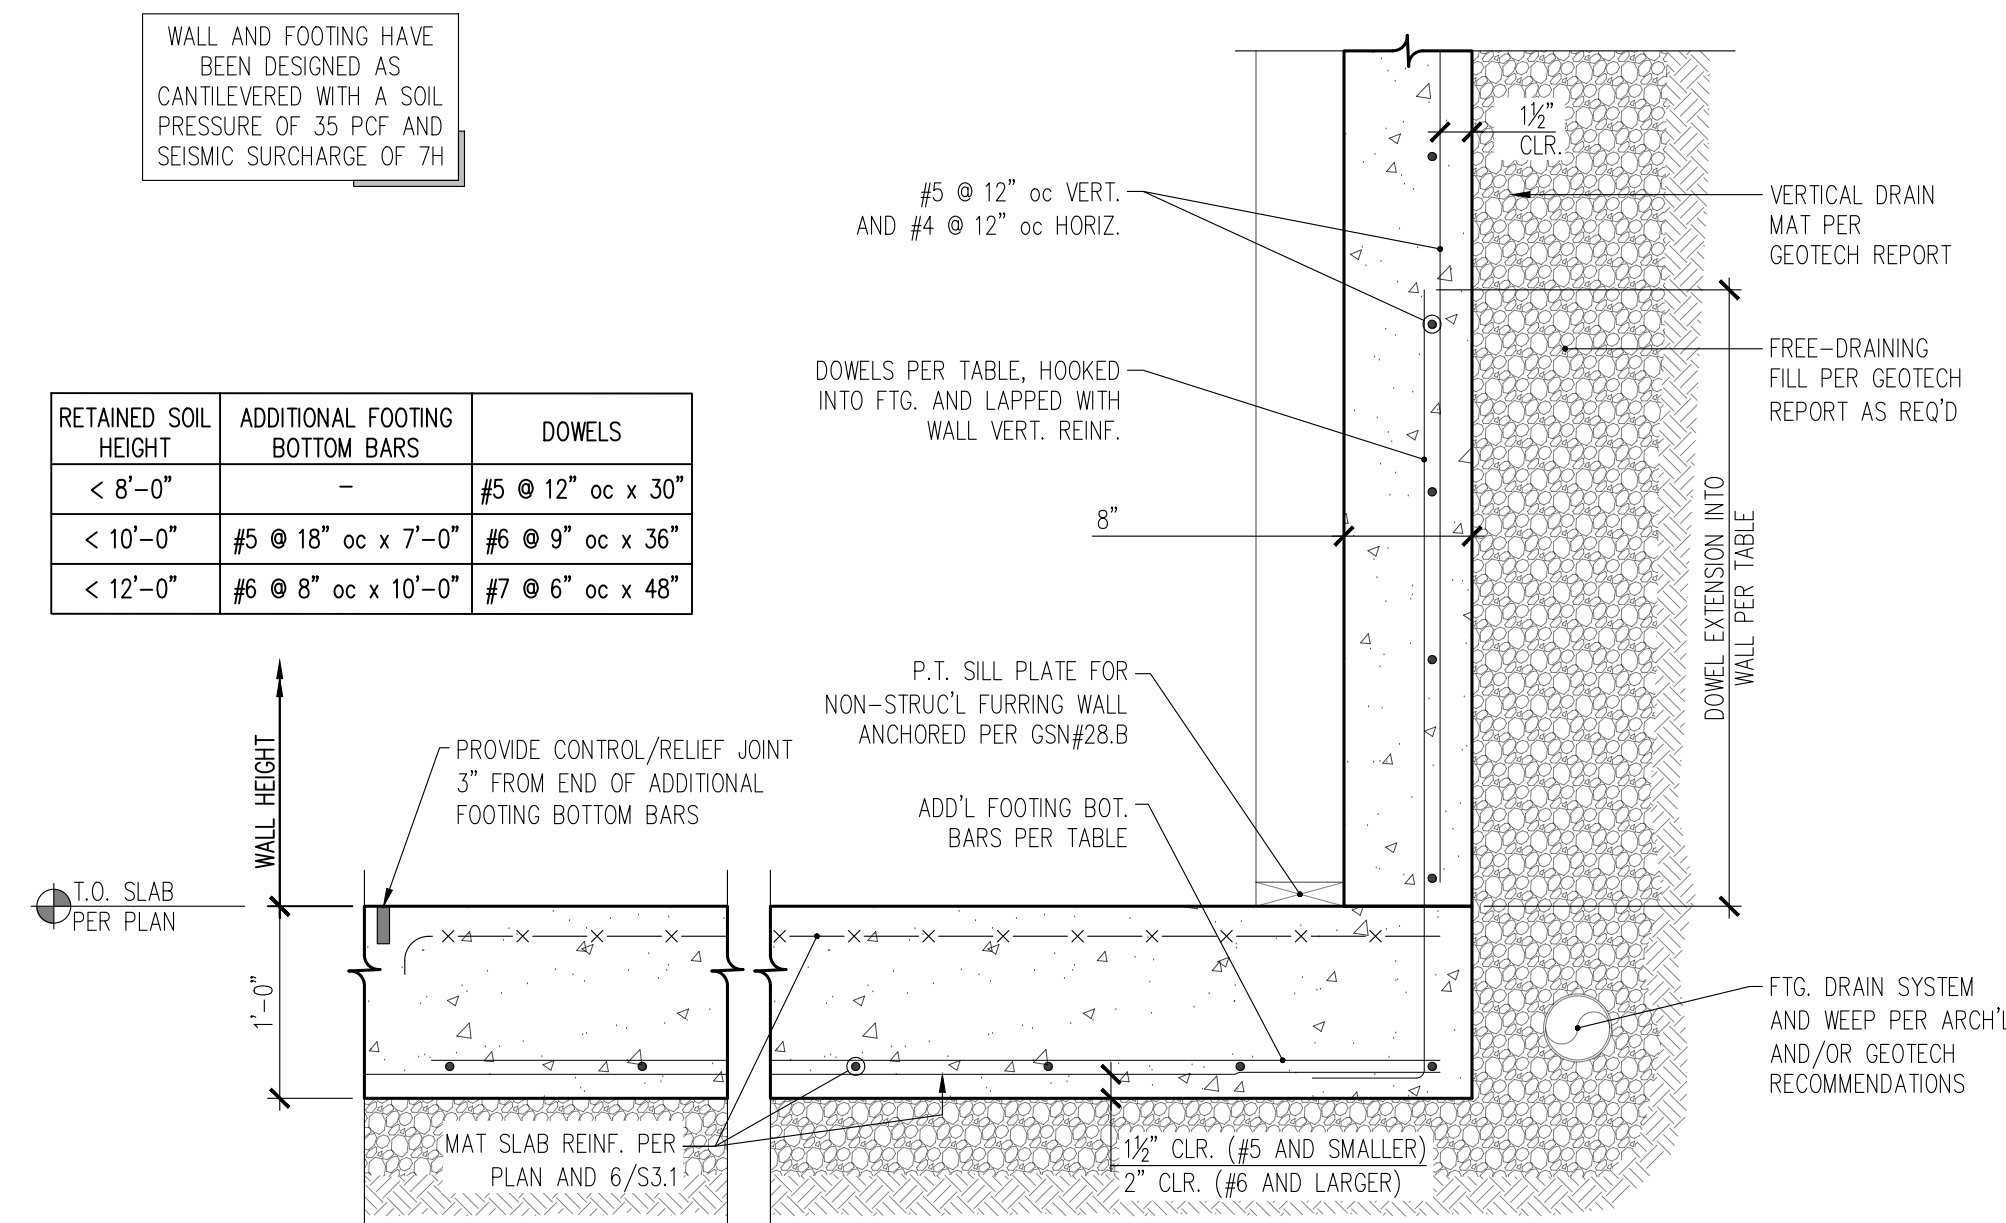 WALL AND FOOTING HAVE
BEEN DESIGNED AS
CANTILEVERED WITH A SOIL
PRESSURE OF 35 PCF AND
SEISMIC SURCHARGE OF 7H
1½"
CLR.
#5 @ 12" oc VERT.
AND #4 @ 12" oc HORIZ.
VERTICAL DRAIN
MAT PER
GEOTECH REPORT
DOWELS PER TABLE, HOOKED
INTO FTG. AND LAPPED WITH
WALL VERT. REINF.
FREE-DRAINING
FILL PER GEOTECH
REPORT AS REQ'D
RETAINED SOIL HEIGHT | ADDITIONAL FOOTING BOTTOM BARS | DOWELS
< 8'-0" | - | #5 @ 12" oc x 30"
< 10'-0" | #5 @ 18" oc x 7'-0" | #6 @ 9" oc x 36"
< 12'-0" | #6 @ 8" oc x 10'-0" | #7 @ 6" oc x 48"
8"
DOWEL EXTENSION INTO
WALL PER TABLE
P.T. SILL PLATE FOR
NON-STRUC'L FURRING WALL
ANCHORED PER GSN#28.B
WALL HEIGHT
PROVIDE CONTROL/RELIEF JOINT
3" FROM END OF ADDITIONAL
FOOTING BOTTOM BARS
ADD'L FOOTING BOT.
BARS PER TABLE
T.O. SLAB
PER PLAN
1'-0"
FTG. DRAIN SYSTEM
AND WEEP PER ARCH'L
AND/OR GEOTECH
RECOMMENDATIONS
MAT SLAB REINF. PER
PLAN AND 6/S3.1
1½" CLR. (#5 AND SMALLER)
2" CLR. (#6 AND LARGER)